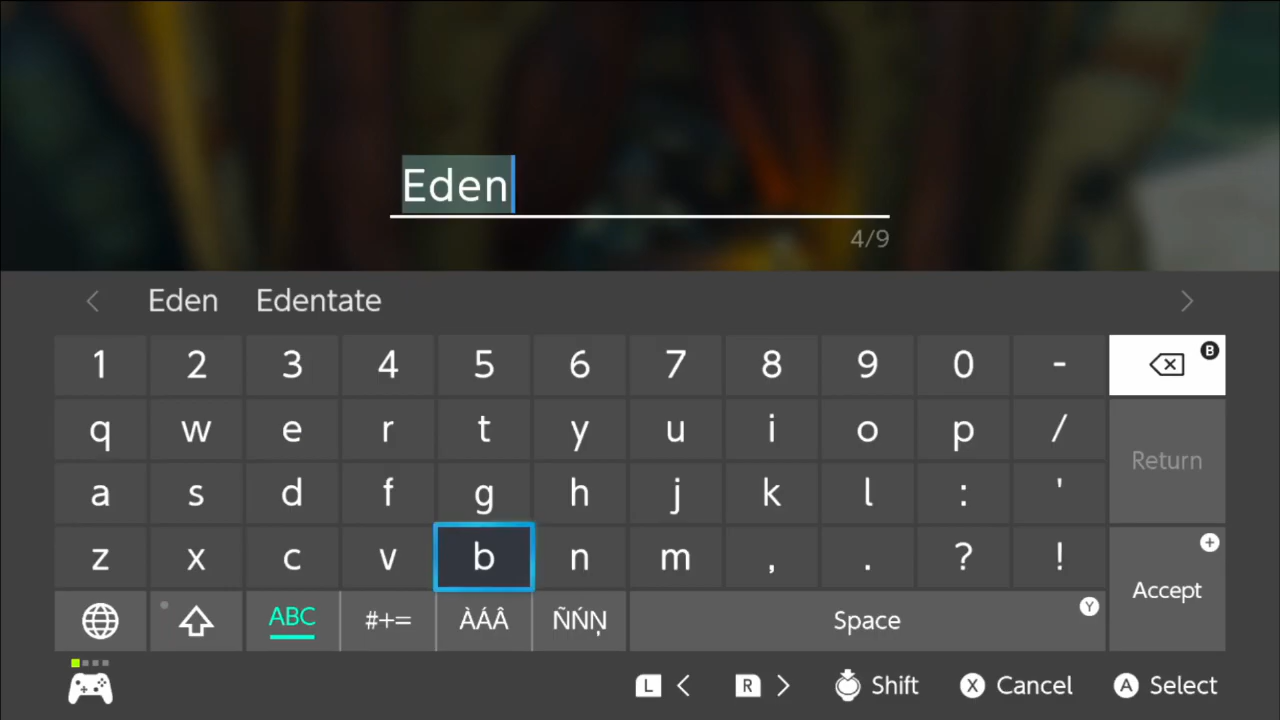 Eden
4/9
Eden Edentate
1 2 3 4 5 6 7 8 9 0 - B
q w e r t y u i o p /
Return
a s d f g h j k l : '
z x c v b n m , . ? ! +
Accept
ABC #+= ÀÁÂ ÑŃŅ Space Y
L R Shift X Cancel A Select